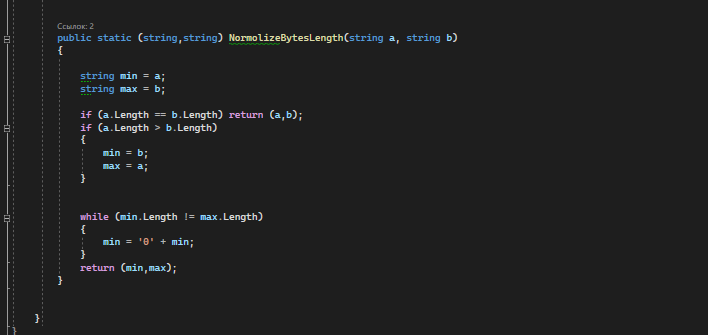 Ссылок: 2
public static (string,string) NormolizeBytesLength(string a, string b)
{
string min = a;
string max = b;
if (a.Length == b.Length) return (a,b);
if (a.Length > b.Length)
{
min = b;
max = a;
}
while (min.Length != max.Length)
{
min = '0' + min;
}
return (min,max);
}
}
}